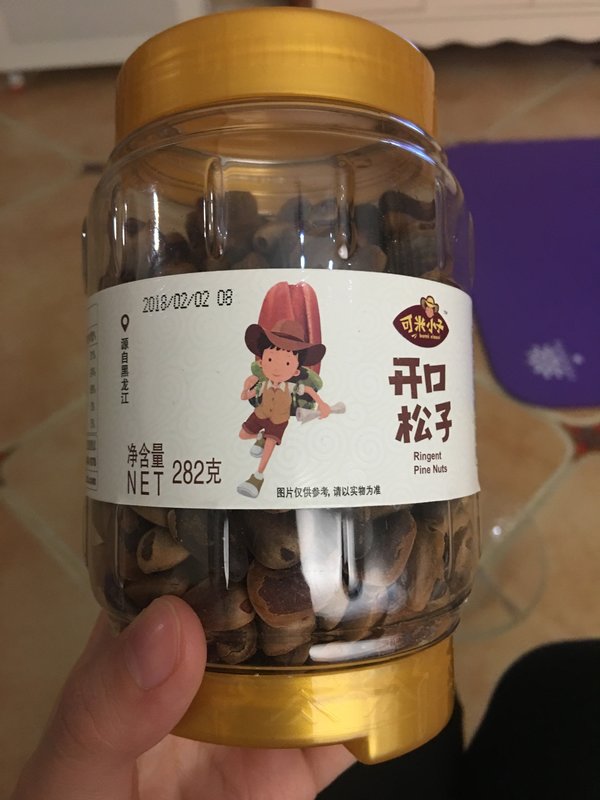 2018/02/02 08
源自黑龙江
可米小子
开口
松子
Ringent
Pine Nuts
净含量
NET 282克
图片仅供参考, 请以实物为准